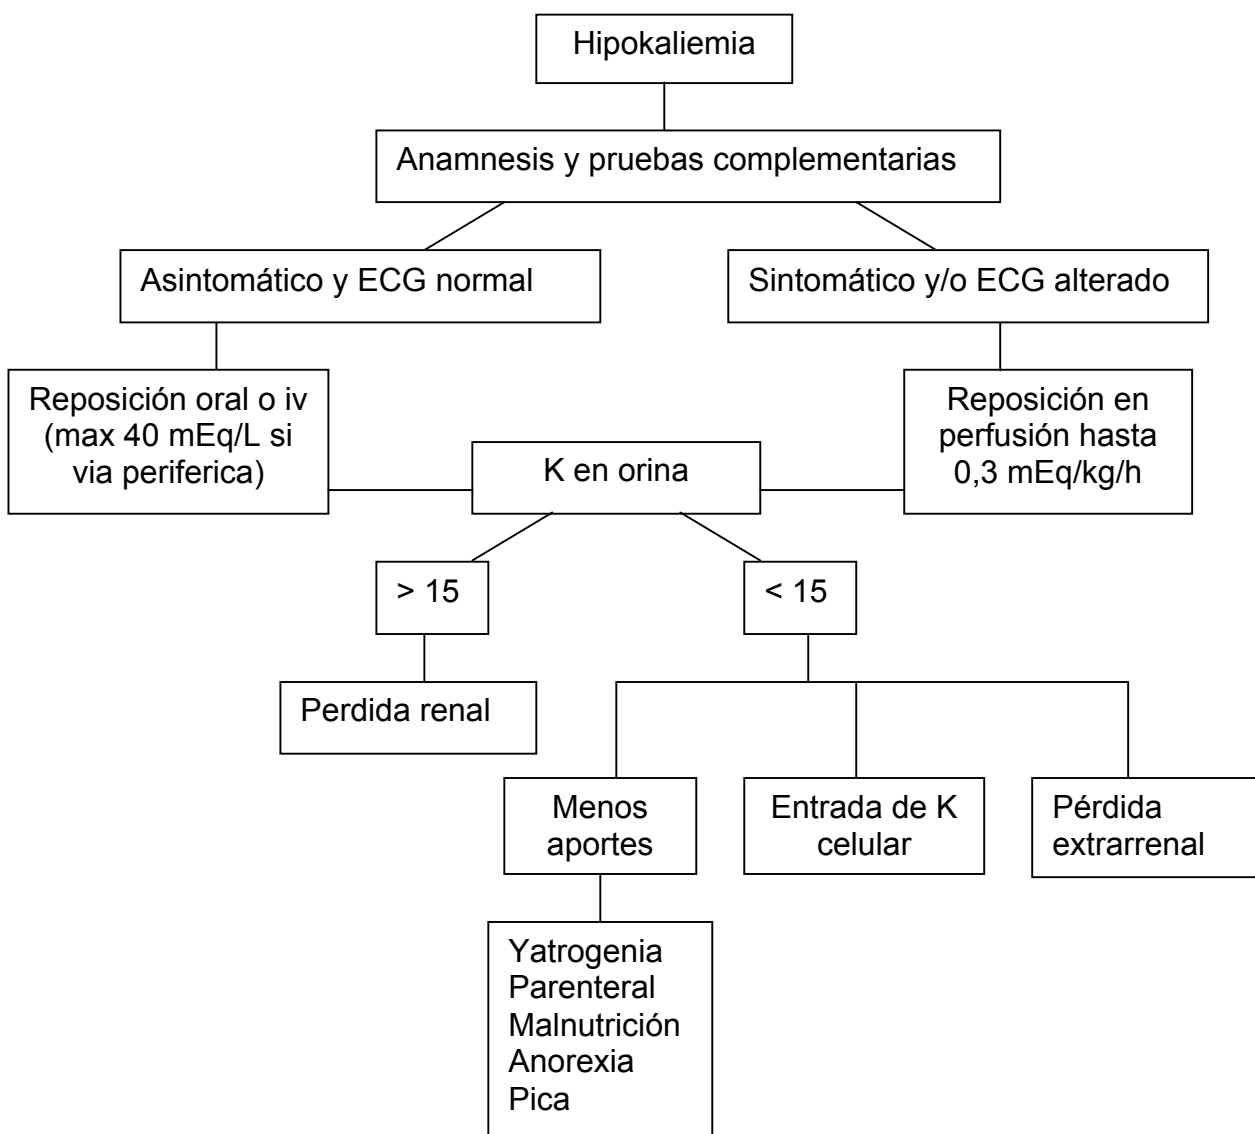 Hipokaliemia
Anamnesis y pruebas complementarias
Asintomático y ECG normal
Sintomático y/o ECG alterado
Reposición oral o iv
(max 40 mEq/L si
via periferica)
Reposición en
perfusión hasta
0,3 mEq/kg/h
K en orina
> 15
< 15
Perdida renal
Menos
aportes
Entrada de K
celular
Pérdida
extrarrenal
Yatrogenia
Parenteral
Malnutrición
Anorexia
Pica